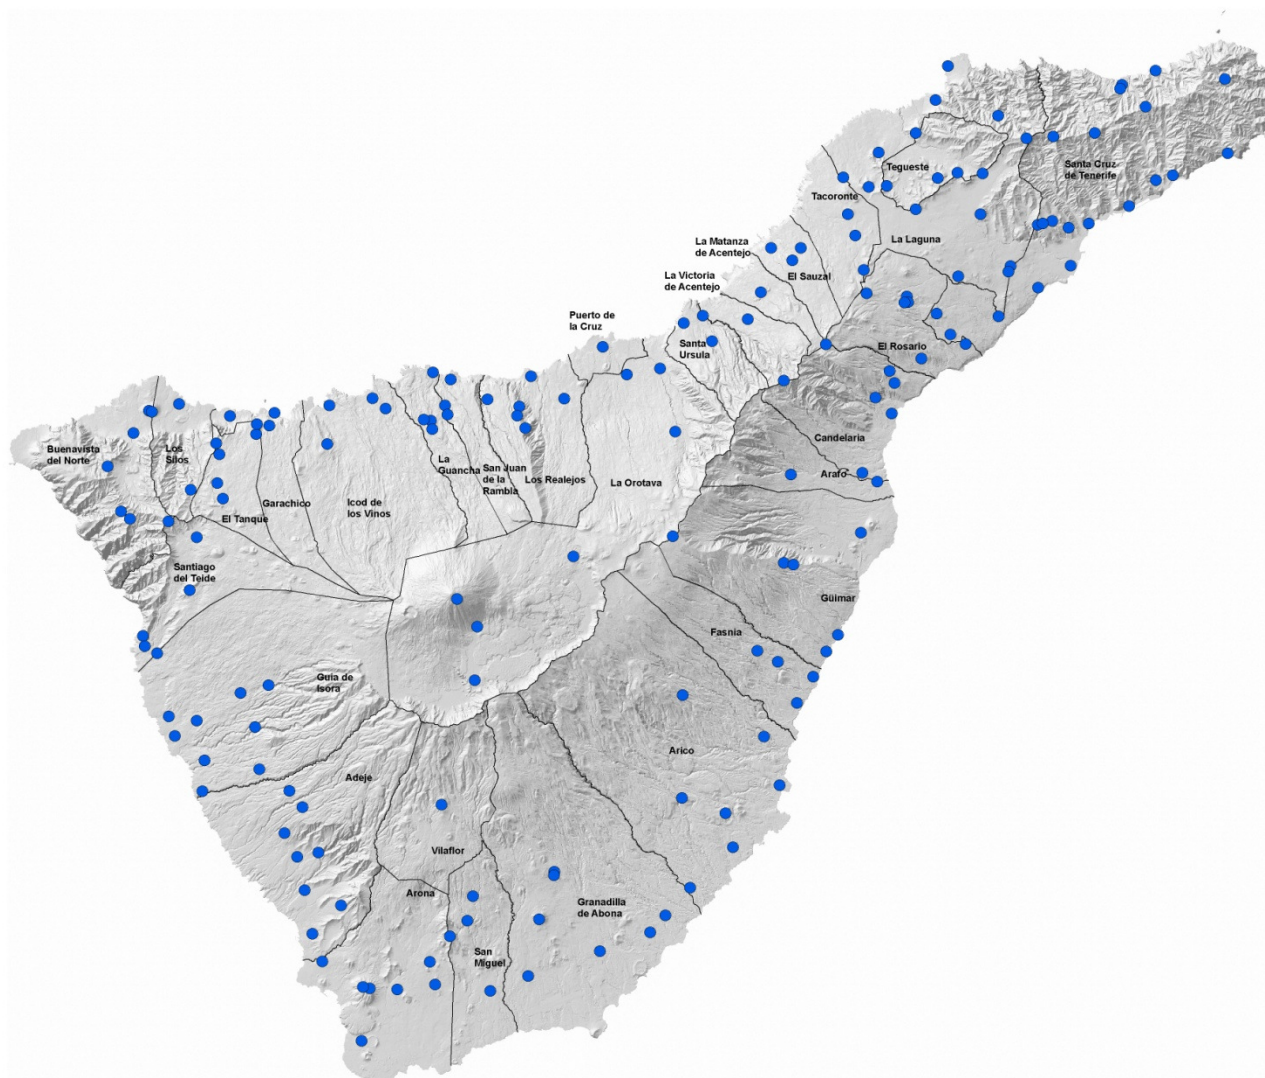 Santa Cruz
de Tenerife
Tegueste
Tacoronte
La Laguna
La Matanza
de Acentejo
El Sauzal
La Victoria
de Acentejo
Puerto de
la Cruz
Santa
Ursula
El Rosario
Candelaria
Arafo
Buenavista
del Norte
Los
Silos
La
Guancha
San Juan
de la
Rambla
Los Realejos
La Orotava
Garachico
Icod de
los Vinos
El Tanque
Santiago
del Teide
Güimar
Fasnia
Guia de
Isora
Arico
Adeje
Vilaflor
Arona
Granadilla
de Abona
San
Miguel